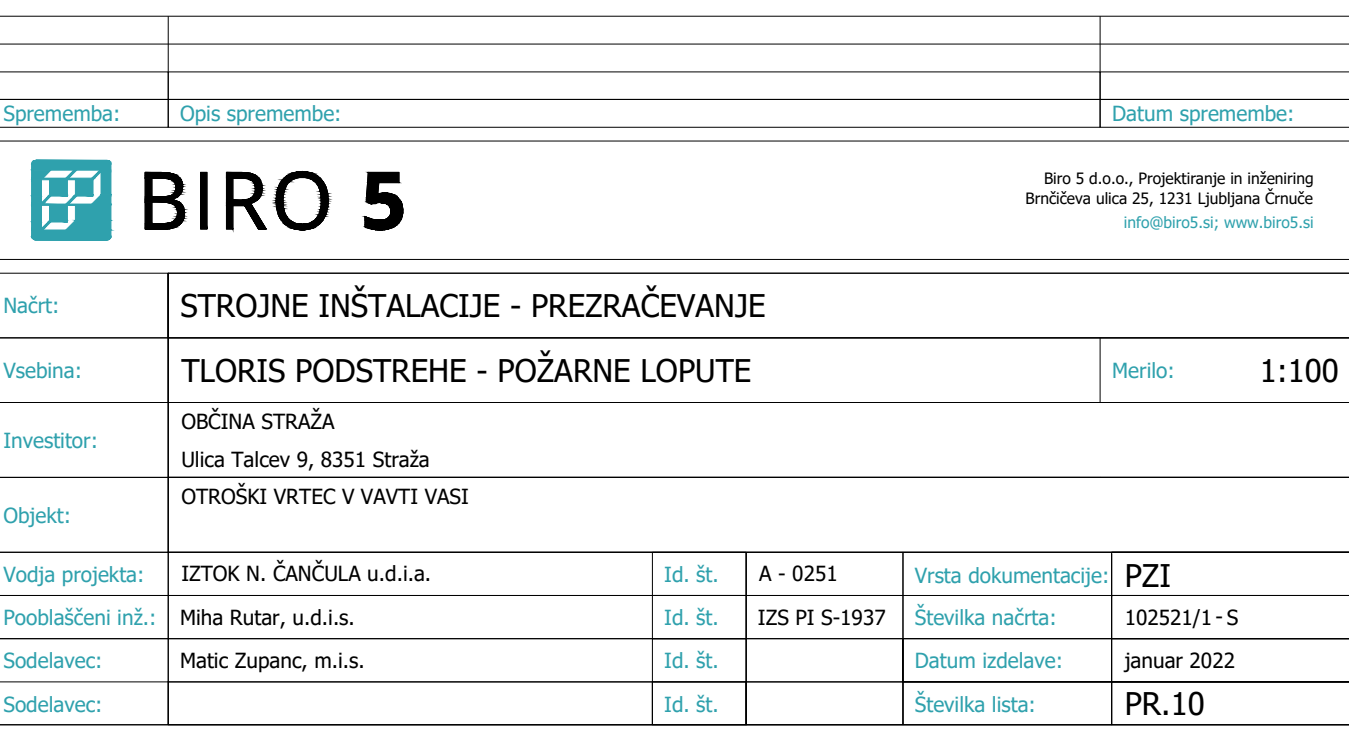 Sprememba: Opis spremembe: Datum spremembe:
BIRO 5
Biro 5 d.o.o., Projektiranje in inženiring
Brnčičeva ulica 25, 1231 Ljubljana Črnuče
info@biro5.si; www.biro5.si
Načrt: STROJNE INŠTALACIJE - PREZRAČEVANJE
Vsebina: TLORIS PODSTREHE - POŽARNE LOPUTE Merilo: 1:100
Investitor: OBČINA STRAŽA
Ulica Talcev 9, 8351 Straža
Objekt: OTROŠKI VRTEC V VAVTI VASI
Vodja projekta: IZTOK N. ČANČULA u.d.i.a. Id. št. A - 0251 Vrsta dokumentacije: PZI
Pooblaščeni inž.: Miha Rutar, u.d.i.s. Id. št. IZS PI S-1937 Številka načrta: 102521/1-S
Sodelavec: Matic Zupanc, m.i.s. Id. št. Datum izdelave: januar 2022
Sodelavec: Id. št. Številka lista: PR.10